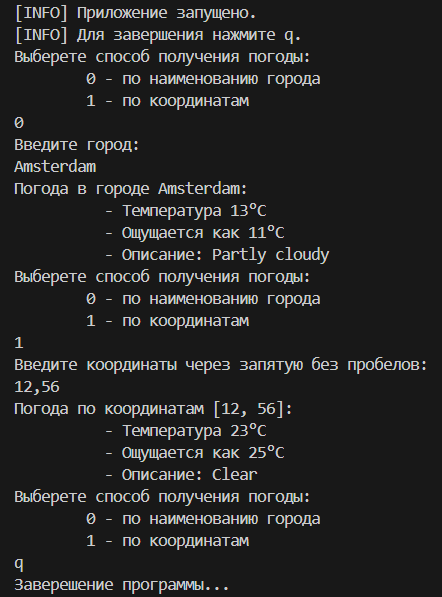 [INFO] Приложение запущено.
[INFO] Для завершения нажмите q.
Выберете способ получения погоды:
0 - по наименованию города
1 - по координатам
0
Введите город:
Amsterdam
Погода в городе Amsterdam:
- Температура 13°C
- Ощущается как 11°C
- Описание: Partly cloudy
Выберете способ получения погоды:
0 - по наименованию города
1 - по координатам
1
Введите координаты через запятую без пробелов:
12,56
Погода по координатам [12, 56]:
- Температура 23°C
- Ощущается как 25°C
- Описание: Clear
Выберете способ получения погоды:
0 - по наименованию города
1 - по координатам
q
Заверешение программы...